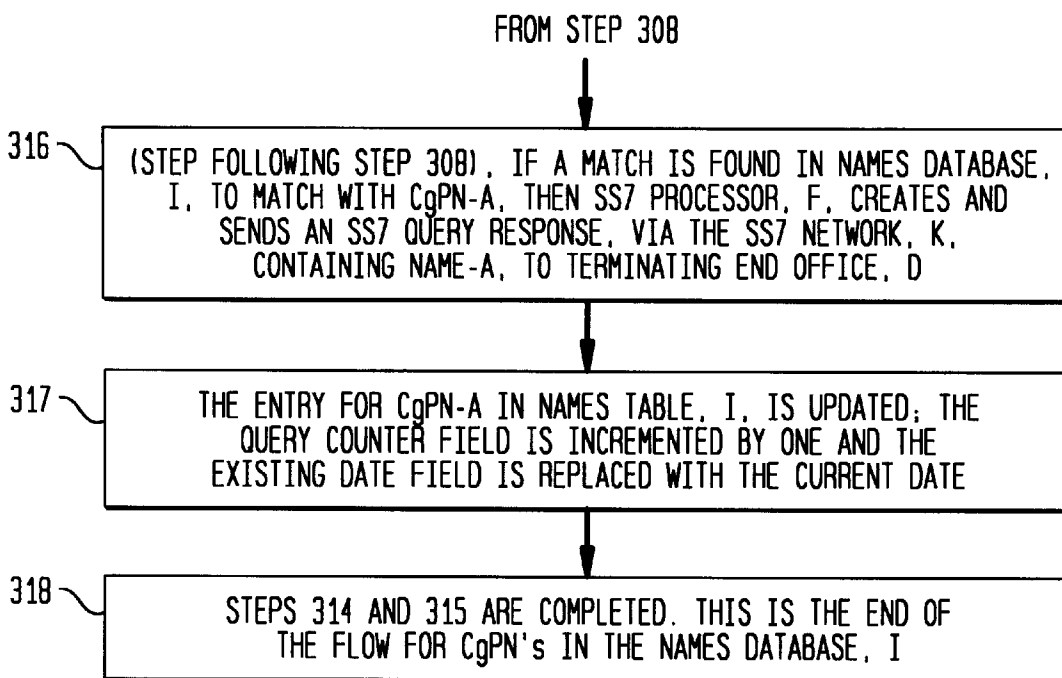 FROM STEP 308
316
(STEP FOLLOWING STEP 308), IF A MATCH IS FOUND IN NAMES DATABASE,
I, TO MATCH WITH CgPN-A, THEN SS7 PROCESSOR, F, CREATES AND
SENDS AN SS7 QUERY RESPONSE, VIA THE SS7 NETWORK, K,
CONTAINING NAME-A, TO TERMINATING END OFFICE, D
317
THE ENTRY FOR CgPN-A IN NAMES TABLE, I, IS UPDATED; THE
QUERY COUNTER FIELD IS INCREMENTED BY ONE AND THE
EXISTING DATE FIELD IS REPLACED WITH THE CURRENT DATE
318
STEPS 314 AND 315 ARE COMPLETED. THIS IS THE END OF
THE FLOW FOR CgPN's IN THE NAMES DATABASE, I